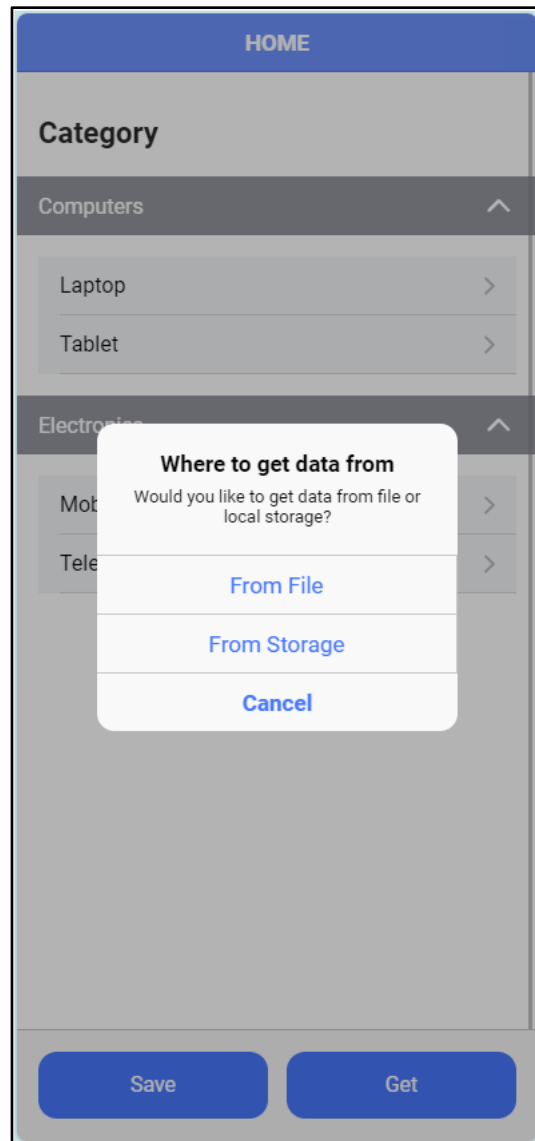 HOME
Category
Computers
Laptop
Tablet
Where to get data from
Would you like to get data from file or
local storage?
From File
From Storage
Cancel
Save
Get